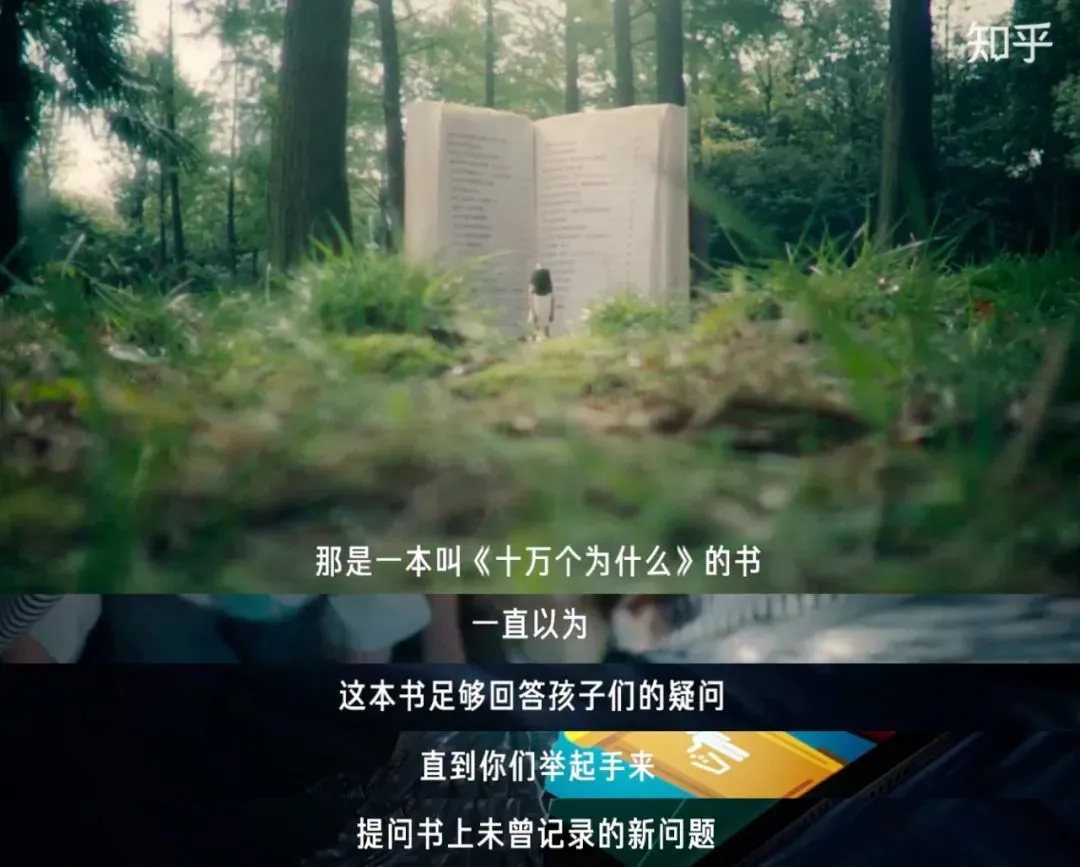 知乎
那是一本叫《十万个为什么》的书
一直以为
这本书足够回答孩子们的疑问
直到你们举起手来
提问书上未曾记录的新问题